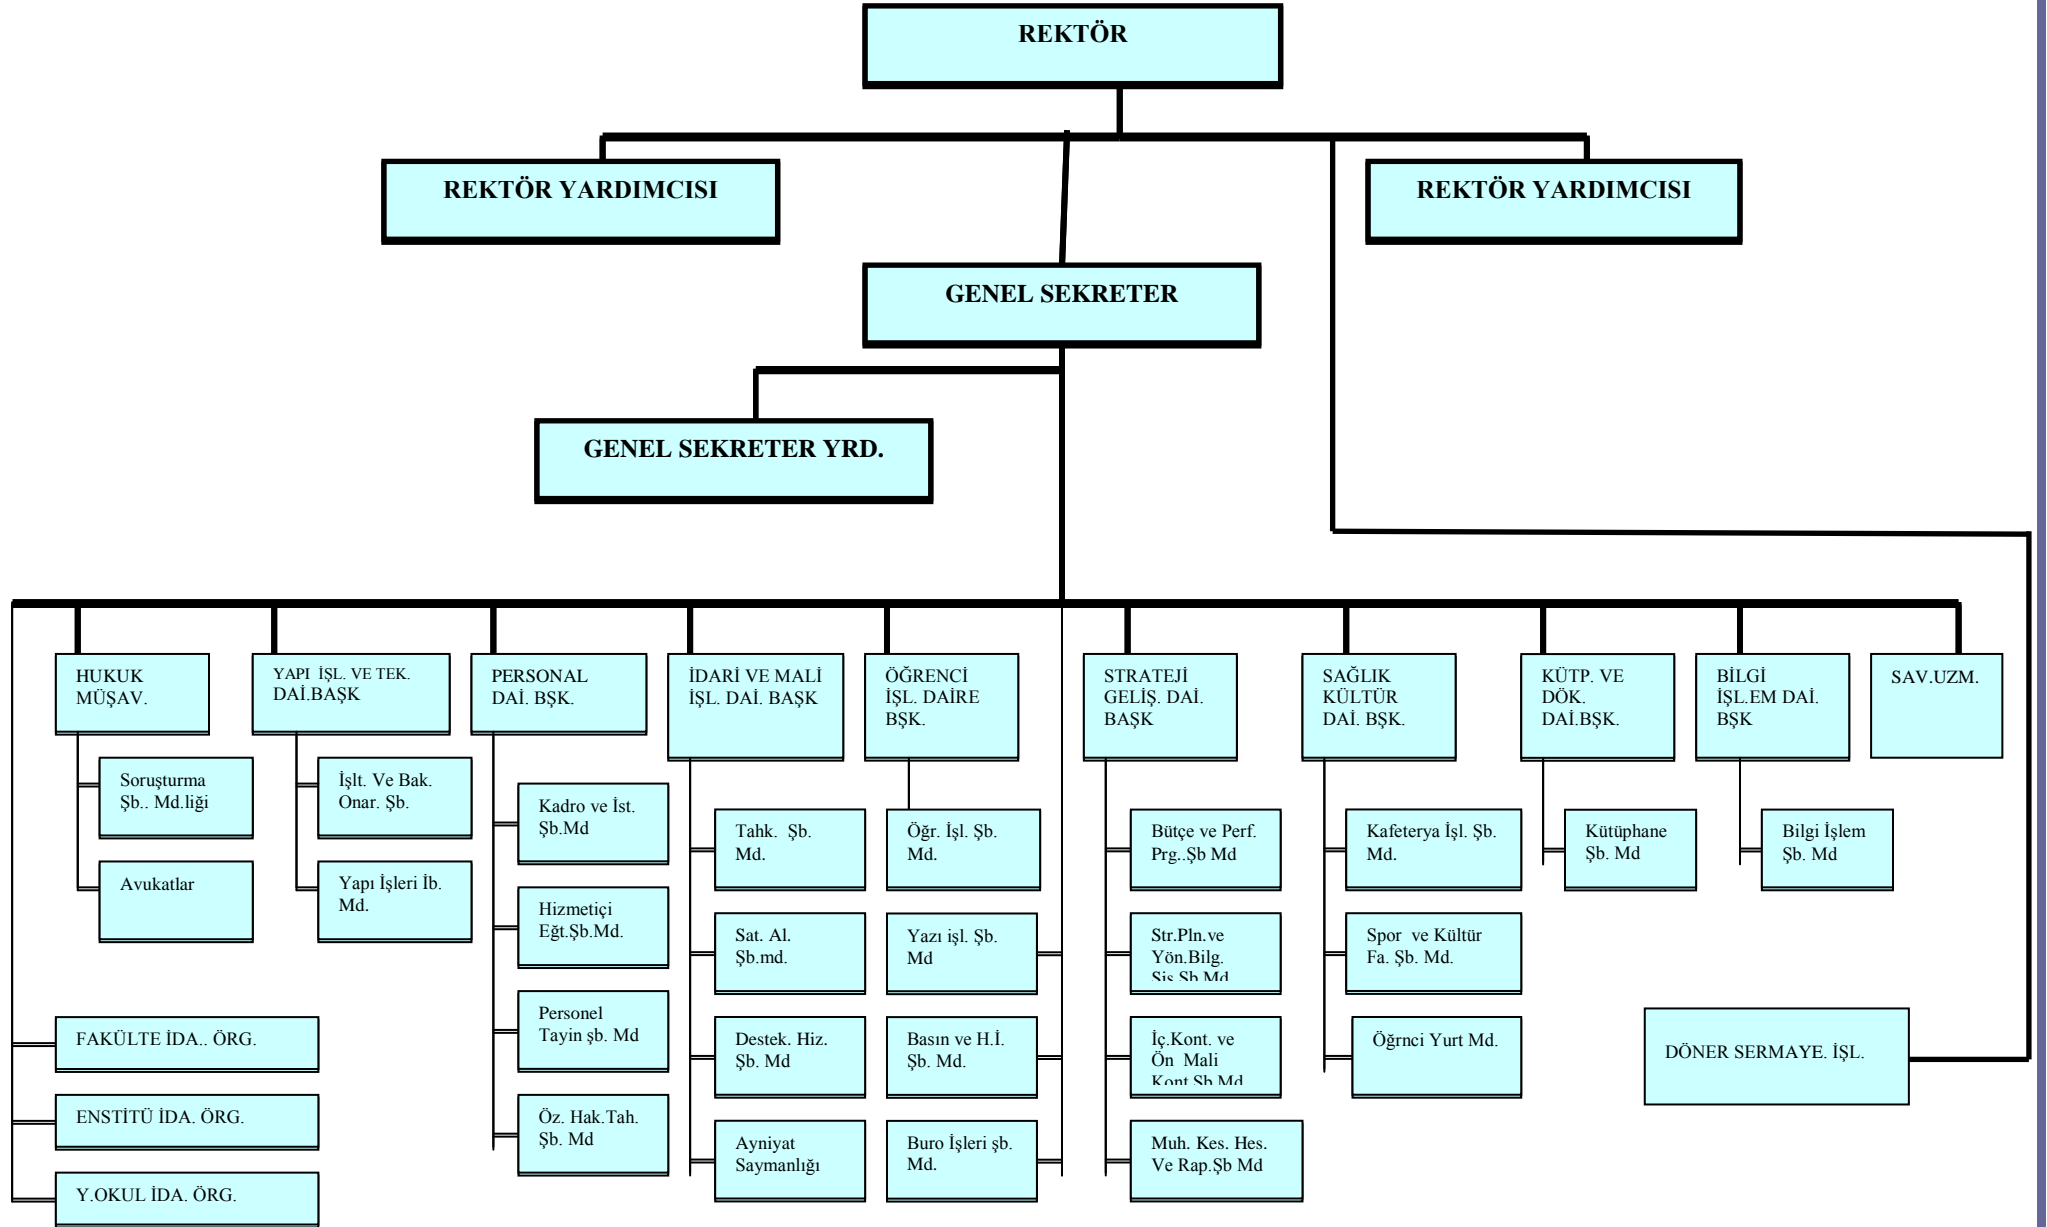 REKTÖR
REKTÖR YARDIMCISI
REKTÖR YARDIMCISI
GENEL SEKRETER
GENEL SEKRETER YRD.
HUKUK
MÜŞAV.
YAPI İŞL. VE TEK.
DAİ.BAŞK
PERSONAL
DAİ. BŞK.
İDARİ VE MALİ
İŞL. DAİ. BAŞK
ÖĞRENCİ
İŞL. DAİRE
BŞK.
STRATEJİ
GELİŞ. DAİ.
BAŞK
SAĞLIK
KÜLTÜR
DAİ. BŞK.
KÜTP. VE
DÖK.
DAİ.BŞK.
BİLGİ
İŞL.EM DAİ.
BŞK
SAV.UZM.
Soruşturma
Şb.. Md.liği
Avukatlar
İşlt. Ve Bak.
Onar. Şb.
Yapı İşleri İb.
Md.
Kadro ve İst.
Şb.Md
Hizmetiçi
Eğt.Şb.Md.
Personel
Tayin şb. Md
Öz. Hak.Tah.
Şb. Md
Tahk. Şb.
Md.
Sat. Al.
Şb.md.
Destek. Hiz.
Şb. Md
Ayniyat
Saymanlığı
Öğr. İşl. Şb.
Md.
Yazı işl. Şb.
Md
Basın ve H.İ.
Şb. Md.
Buro İşleri şb.
Md.
Bütçe ve Perf.
Prg..Şb Md
Str.Pln.ve
Yön.Bilg.
Sis.Şb.Md
İç.Kont. ve
Ön Mali
Kont.Şb.Md
Muh. Kes. Hes.
Ve Rap.Şb Md
Kafeterya İşl. Şb.
Md.
Spor ve Kültür
Fa. Şb. Md.
Öğrnci Yurt Md.
Kütüphane
Şb. Md
Bilgi İşlem
Şb. Md
FAKÜLTE İDA.. ÖRG.
ENSTİTÜ İDA. ÖRG.
Y.OKUL İDA. ÖRG.
DÖNER SERMAYE. İŞL.